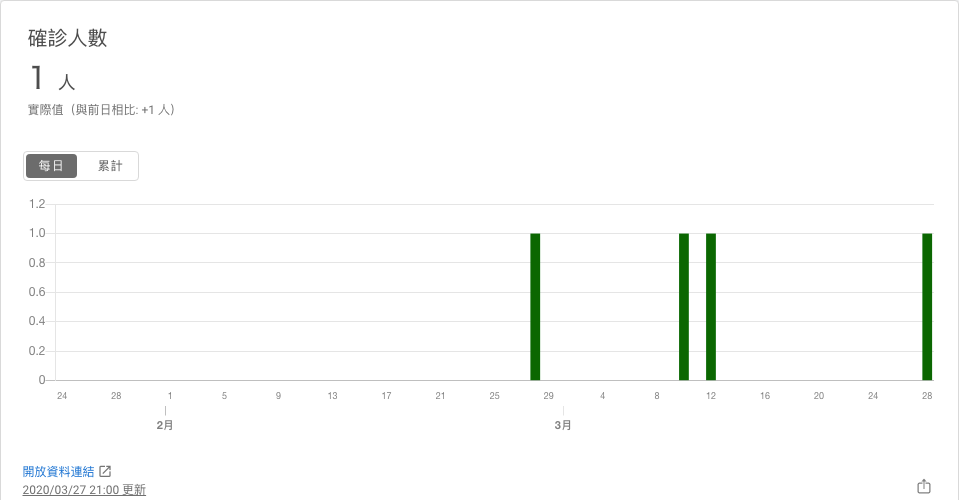 確診人數
1 人
實際值（與前日相比: +1 人）
每日 累計
1.2
1.0
0.8
0.6
0.4
0.2
0
24 28 1 5 9 13 17 21 25 29 4 8 12 16 20 24 28
2月 3月
開放資料連結
2020/03/27 21:00 更新